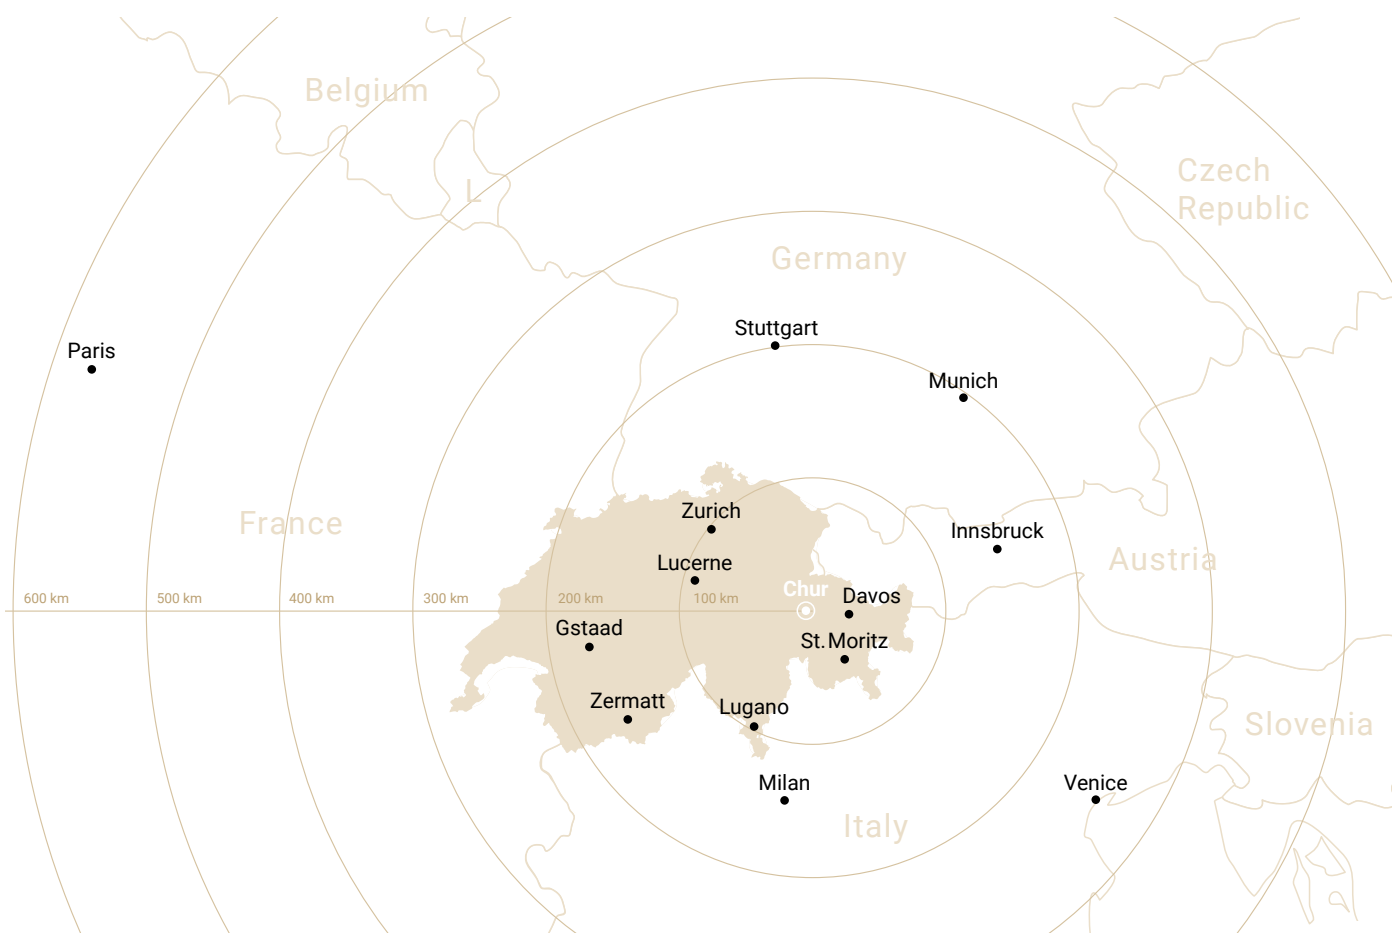 Belgium
Czech
Republic
L
Germany
Stuttgart
Paris
Munich
Zurich
France
Innsbruck
Lucerne
Austria
Chur
Davos
600 km
500 km
400 km
300 km
200 km
100 km
Gstaad
St. Moritz
Zermatt
Lugano
Slovenia
Milan
Venice
Italy